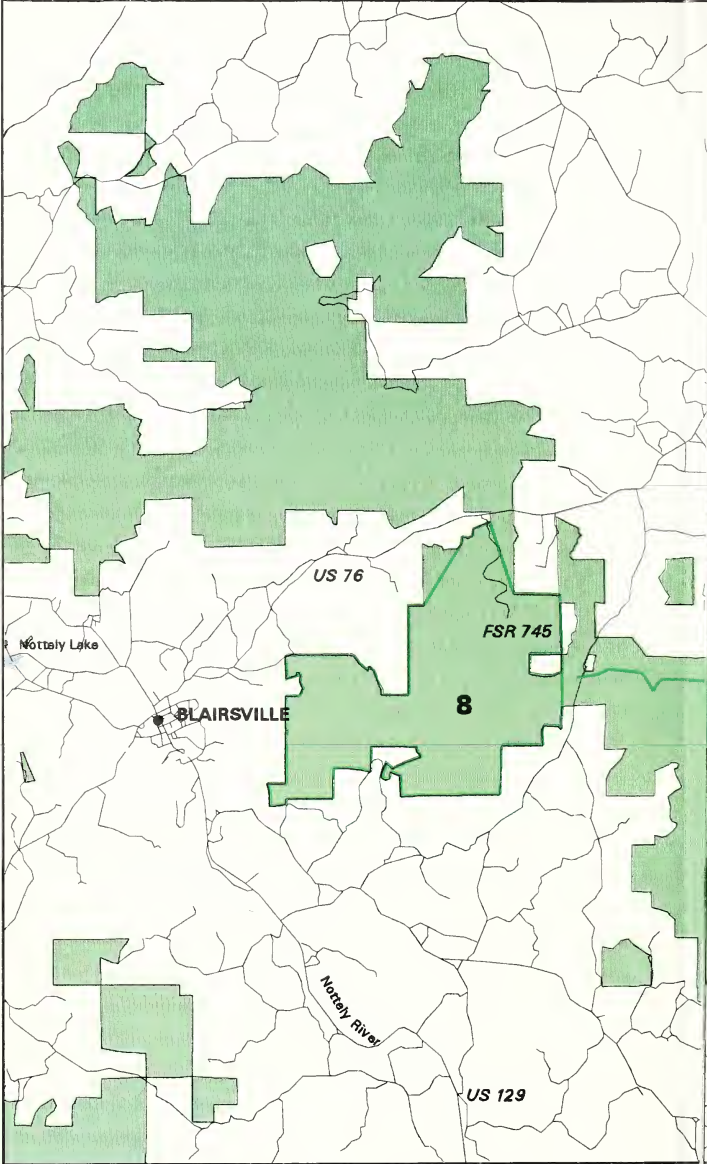 US 76
FSR 745
Nottely Lake
8
BLAIRSVILLE
Nottely River
US 129